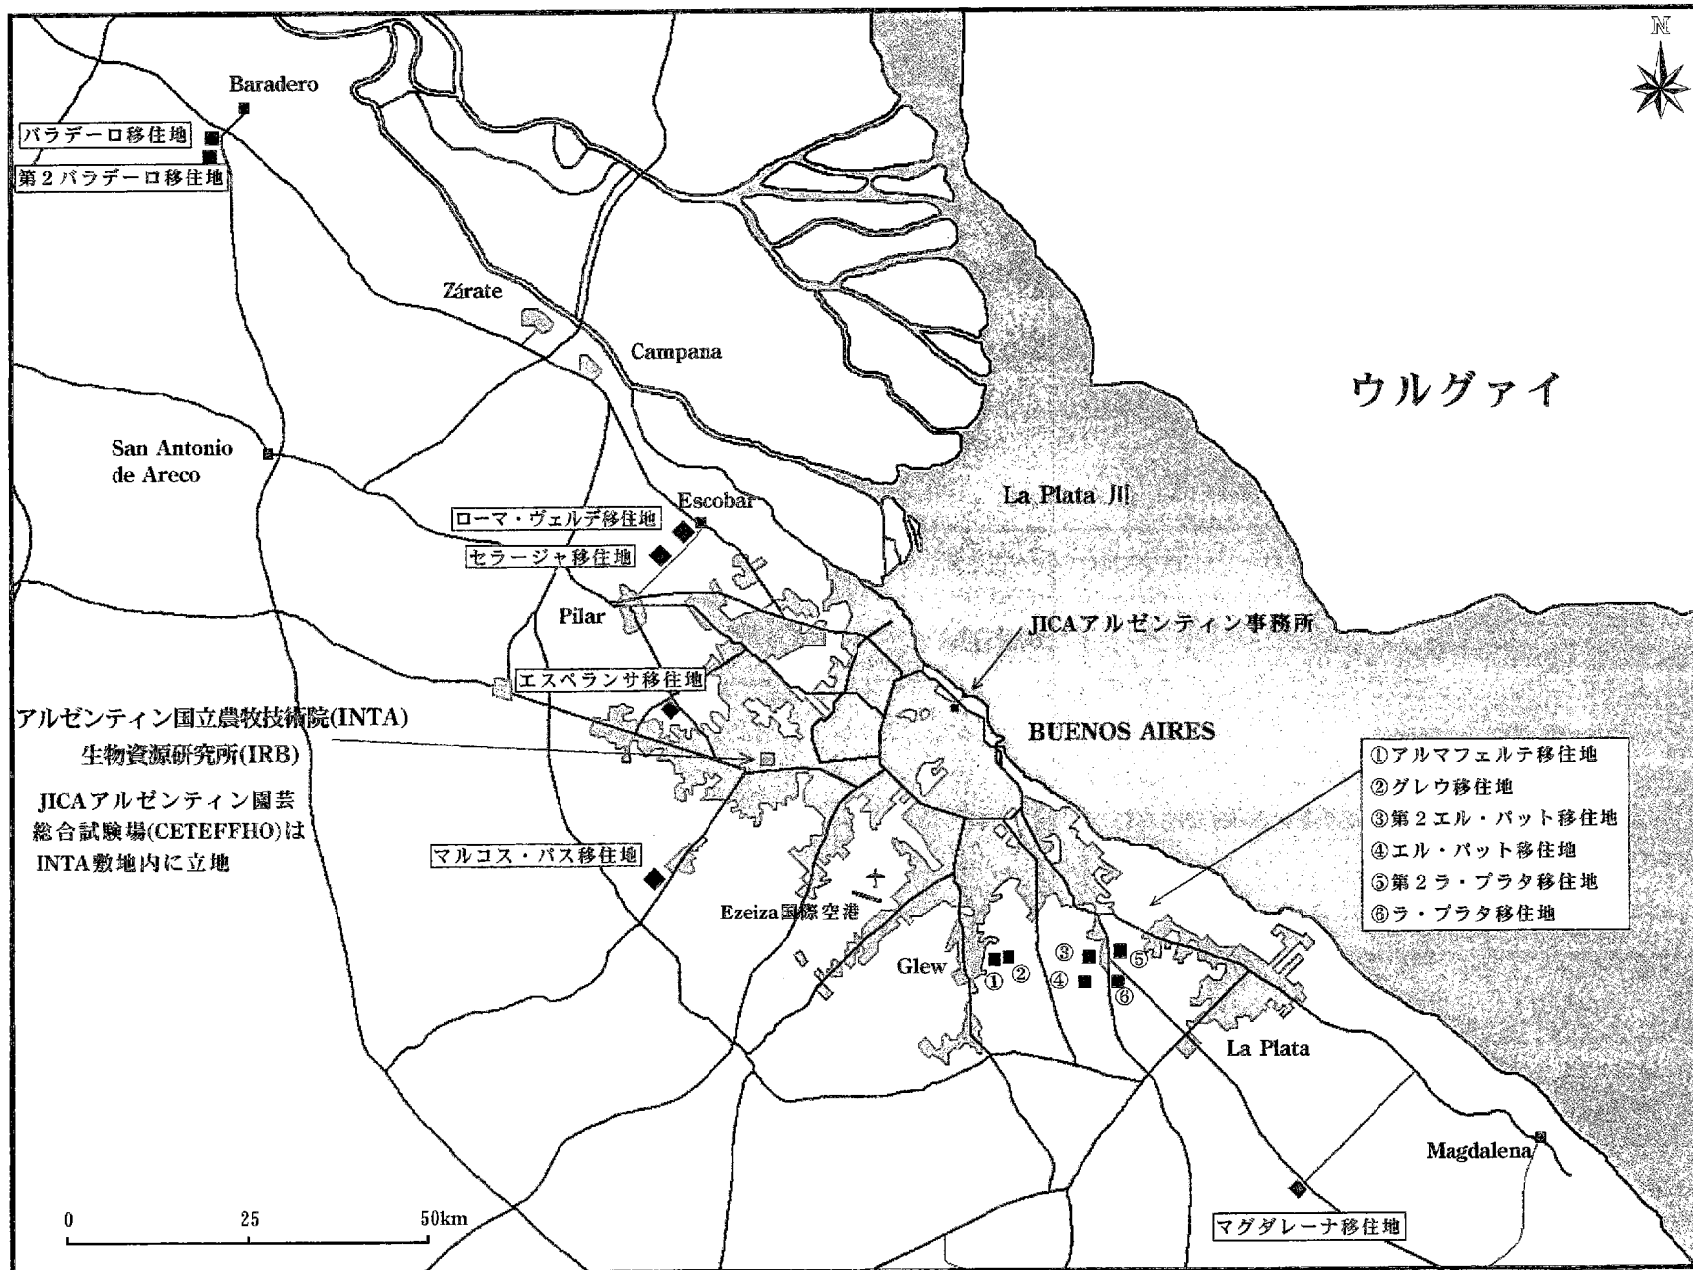 N
Baradero
バラデーロ移住地
第2バラデーロ移住地
Zárate
Campana
ウルグァイ
San Antonio
de Areco
La Plata 川
Escobar
ローマ・ヴェルデ移住地
セラージャ移住地
Pilar
JICAアルゼンティン事務所
エスペランサ移住地
アルゼンティン国立農牧技術院(INTA)
生物資源研究所(IRB)
JICAアルゼンティン園芸
総合試験場(CETEFFHO)は
INTA敷地内に立地
BUENOS AIRES
①アルマフェルテ移住地
②グレウ移住地
③第2エル・パット移住地
④エル・パット移住地
⑤第2ラ・プラタ移住地
⑥ラ・プラタ移住地
マルコス・パス移住地
Ezeiza国際空港
Glew
①
②
③
④
⑤
⑥
La Plata
Magdalena
マグダレーナ移住地
0 25 50km